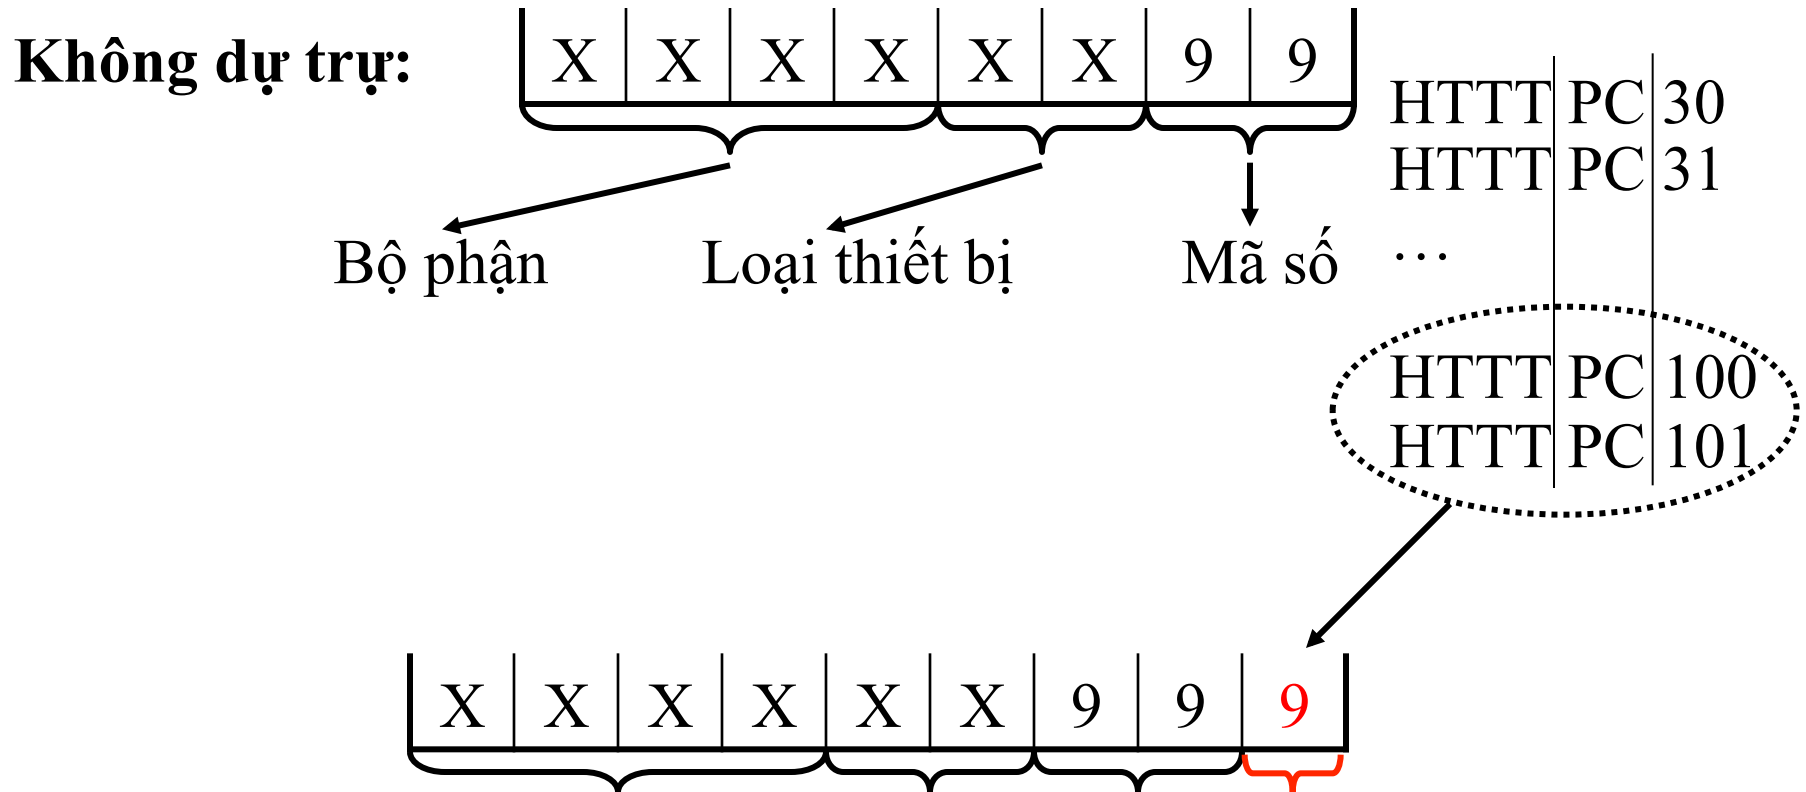 Không dự trự: X X X X X X 9 9
HTTT PC 30
HTTT PC 31
Bộ phận Loại thiết bị Mã số …
HTTT PC 100
HTTT PC 101
X X X X X X 9 9 9